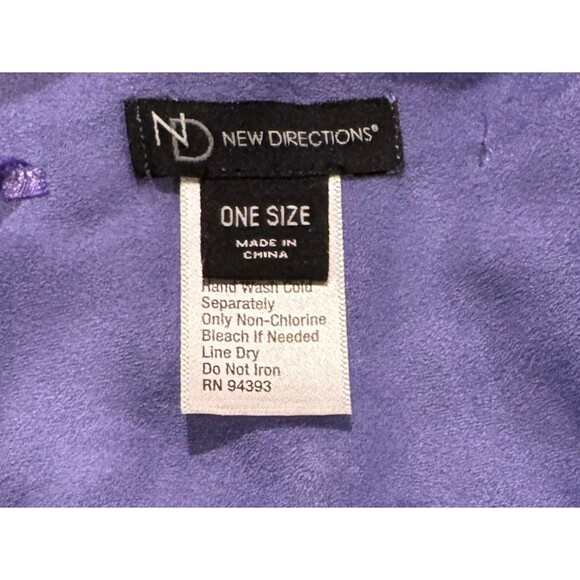 ND NEW DIRECTIONS®
ONE SIZE
MADE IN
CHINA
Hand Wash Cold
Separately
Only Non-Chlorine
Bleach If Needed
Line Dry
Do Not Iron
RN 94393